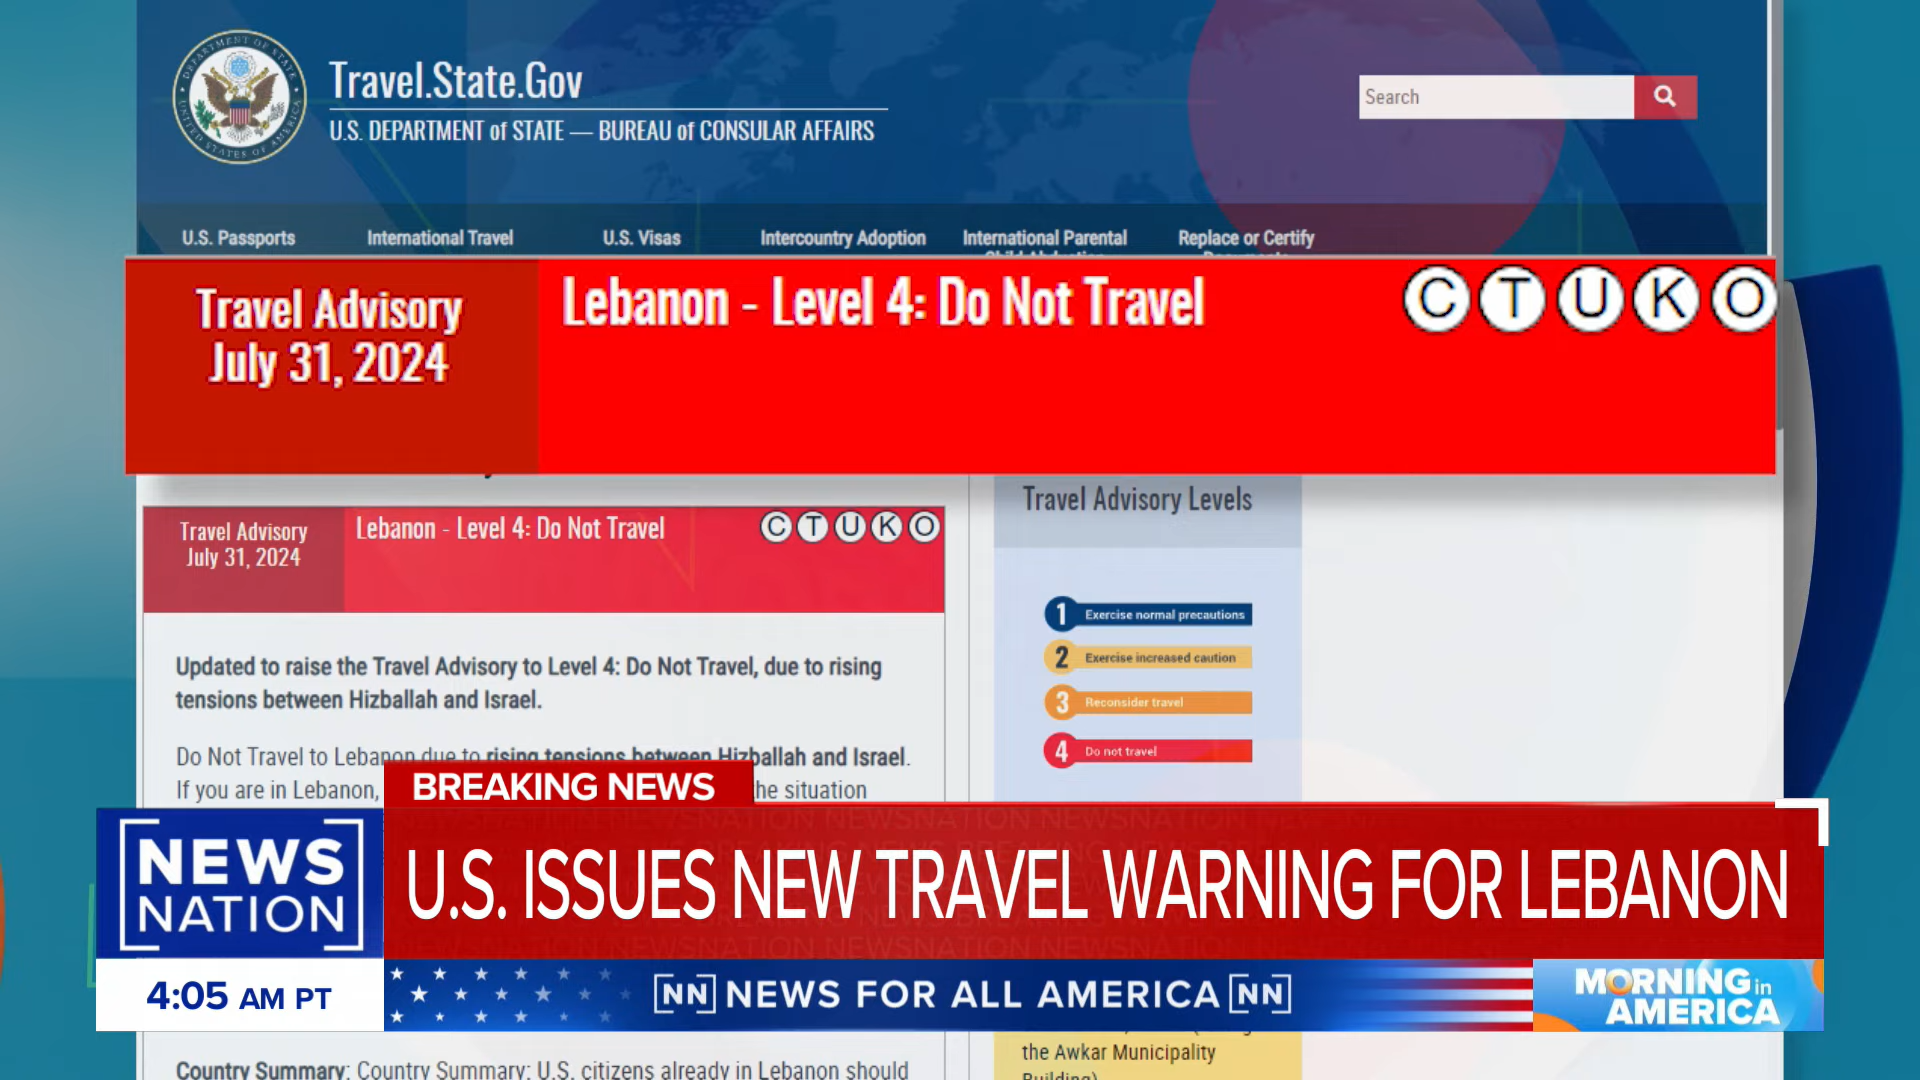 Travel.State.Gov
U.S. DEPARTMENT of STATE — BUREAU of CONSULAR AFFAIRS
Search
U.S. Passports
International Travel
U.S. Visas
Intercountry Adoption
International Parental
Replace or Certify
Travel Advisory
July 31, 2024
Lebanon - Level 4: Do Not Travel
C T U K O
Travel Advisory
July 31, 2024
Lebanon - Level 4: Do Not Travel
C T U K O
Updated to raise the Travel Advisory to Level 4: Do Not Travel, due to rising
tensions between Hizballah and Israel.
Do Not Travel to Lebanon due to rising tensions between Hizballah and Israel.
If you are in Lebanon,
the situation
Travel Advisory Levels
1 Exercise normal precautions
2 Exercise increased caution
3 Reconsider travel
4 Do not travel
BREAKING NEWS
U.S. ISSUES NEW TRAVEL WARNING FOR LEBANON
NEWS
NATION
4:05 AM PT
NN NEWS FOR ALL AMERICA NN
MORNING in
AMERICA
the Awkar Municipality
Building)
Country Summary: Country Summary: U.S. citizens already in Lebanon should